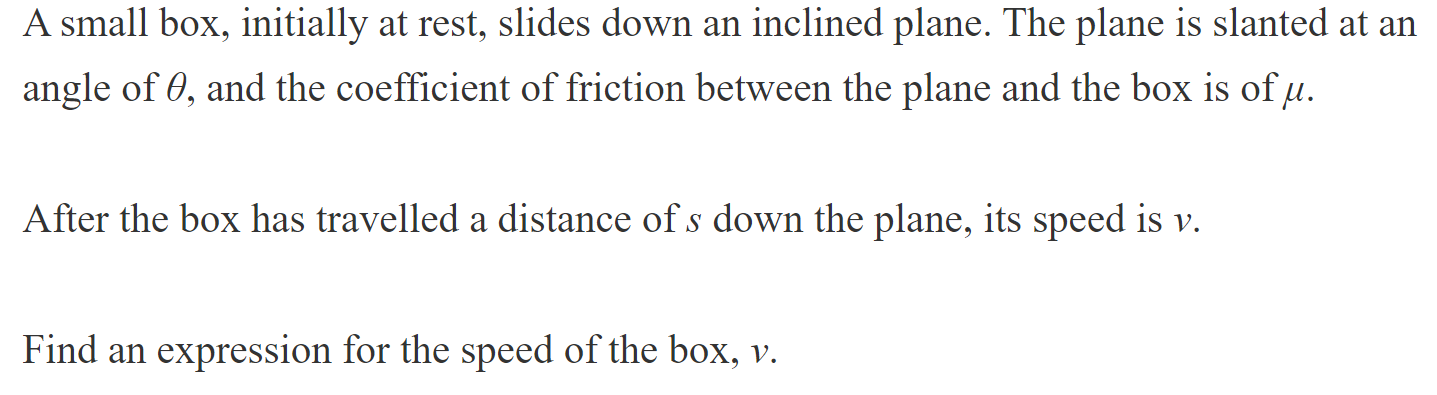 A small box, initially at rest, slides down an inclined plane. The plane is slanted at an
angle of θ, and the coefficient of friction between the plane and the box is of μ.
After the box has travelled a distance of s down the plane, its speed is v.
Find an expression for the speed of the box, v.